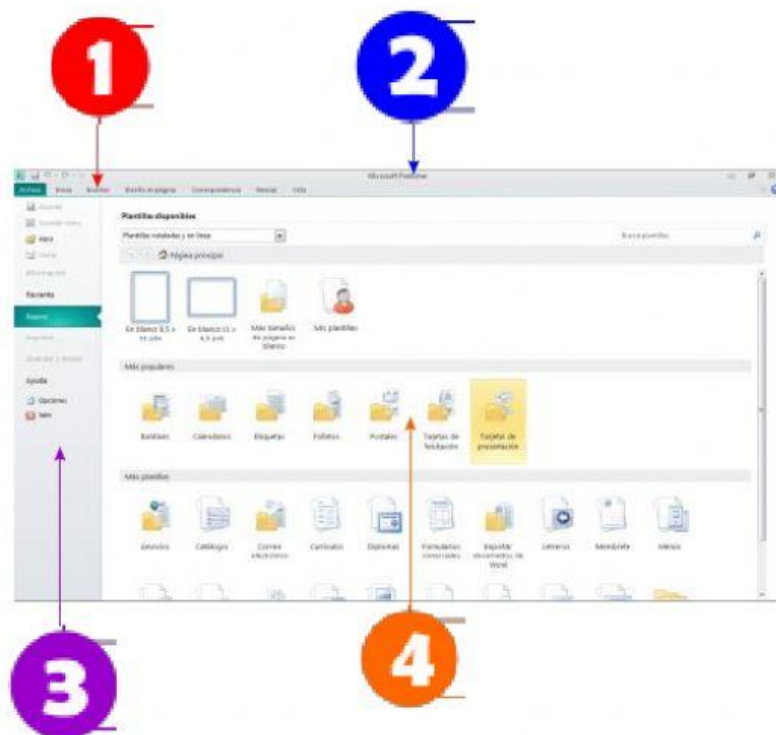 1
2
Microsoft Publisher
Archivo Inicio Insertar Diseño de página Correspondencia Revisar Vista
Guardar
Guardar como
Abrir
Cerrar
Información
Reciente
Nuevo
Imprimir
Guardar y enviar
Ayuda
Opciones
Salir
Plantillas disponibles
Plantillas instaladas y en línea
Buscar plantillas
Página principal
En blanco 8,5 x
11 pulg
En blanco 11 x
8,5 pulg
Más tamaños
de página en
blanco
Mis plantillas
Más populares
Boletines Calendarios Etiquetas Folletos Postales Tarjetas de
felicitación Tarjetas de
presentación
Más plantillas
Anuncios Catálogos Correo
electrónico Currículos Diplomas Formularios
comerciales Importar
documentos de
Word Letreros Membrete Menús
3
4